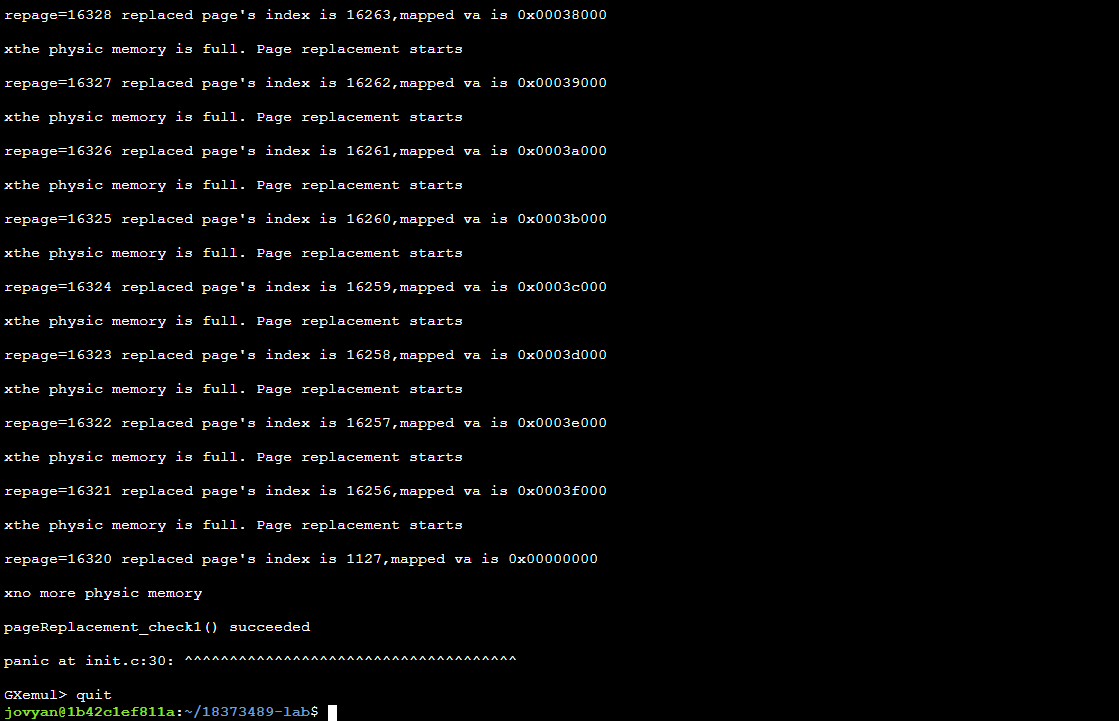 repage=16328 replaced page's index is 16263,mapped va is 0x00038000
xthe physic memory is full. Page replacement starts
repage=16327 replaced page's index is 16262,mapped va is 0x00039000
xthe physic memory is full. Page replacement starts
repage=16326 replaced page's index is 16261,mapped va is 0x0003a000
xthe physic memory is full. Page replacement starts
repage=16325 replaced page's index is 16260,mapped va is 0x0003b000
xthe physic memory is full. Page replacement starts
repage=16324 replaced page's index is 16259,mapped va is 0x0003c000
xthe physic memory is full. Page replacement starts
repage=16323 replaced page's index is 16258,mapped va is 0x0003d000
xthe physic memory is full. Page replacement starts
repage=16322 replaced page's index is 16257,mapped va is 0x0003e000
xthe physic memory is full. Page replacement starts
repage=16321 replaced page's index is 16256,mapped va is 0x0003f000
xthe physic memory is full. Page replacement starts
repage=16320 replaced page's index is 1127,mapped va is 0x00000000
xno more physic memory
pageReplacement_check1() succeeded
panic at init.c:30: ^^^^^^^^^^^^^^^^^^^^^^^^^^^^^^^^^^^^^
GXemul> quit
jovyan@1b42c1ef811a:~/18373489-lab$